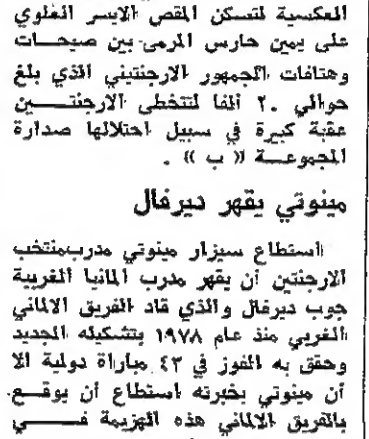 العكسية لتسكن المقص الايسر العلوي
على يمين حارس المرمى بين صيحات
وهتافات الجمهور الارجنتيني الذي بلغ
حوالي ٢٠ ألفا لتتخطى الارجنتين
عقبة كبيرة في سبيل احتلالها صدارة
المجموعة « ب » .
مينوتي يقهر ديرفال
استطاع سيزار مينوتي مدرب منتخب
الارجنتين أن يقهر مدرب المانيا الغربية
جوب ديرفال والذي قاد الفريق الالماني
الغربي منذ عام ١٩٧٨ بتشكيله الجديد
وحقق به الفوز في ٤٣ مباراة دولية الا
أن مينوتي بخبرته استطاع أن يوقع
بالفريق الالماني هذه الهزيمة في